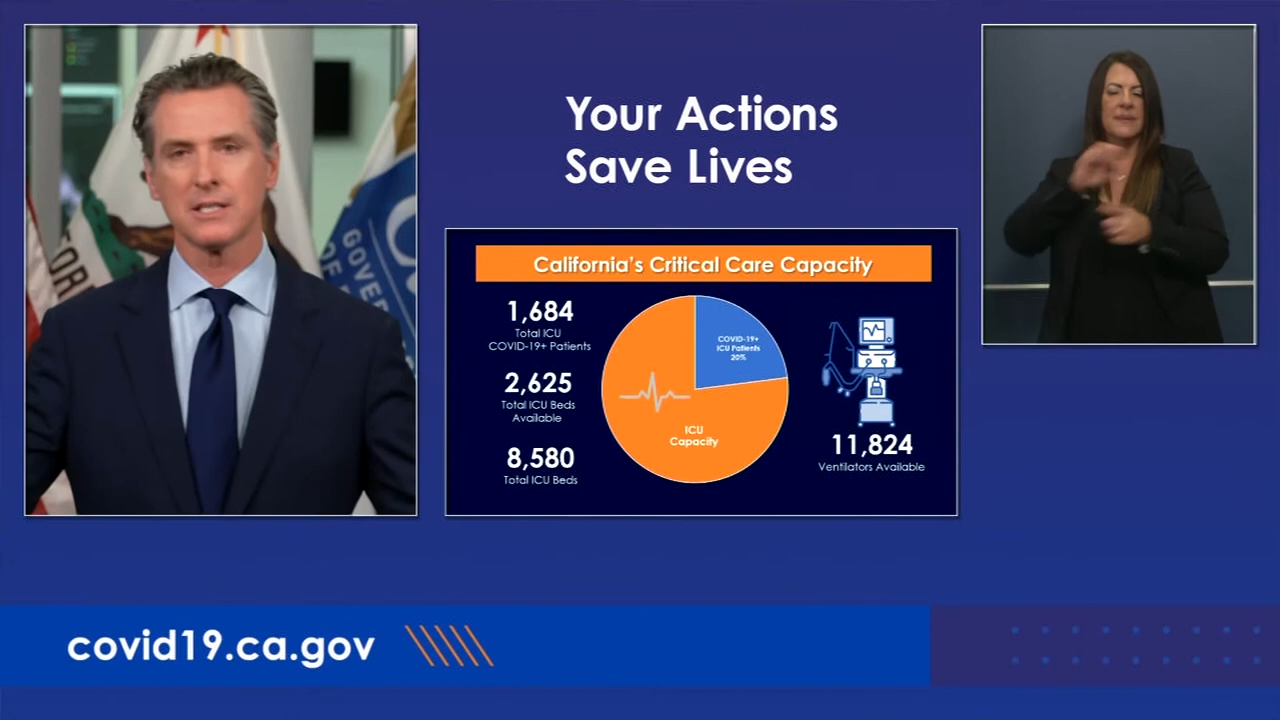 Your Actions
Save Lives
California's Critical Care Capacity
1,684
Total ICU
COVID-19+ Patients
2,625
Total ICU Beds
Available
8,580
Total ICU Beds
COVID-19+
ICU Patients
20%
ICU
Capacity
11,824
Ventilators Available
covid19.ca.gov